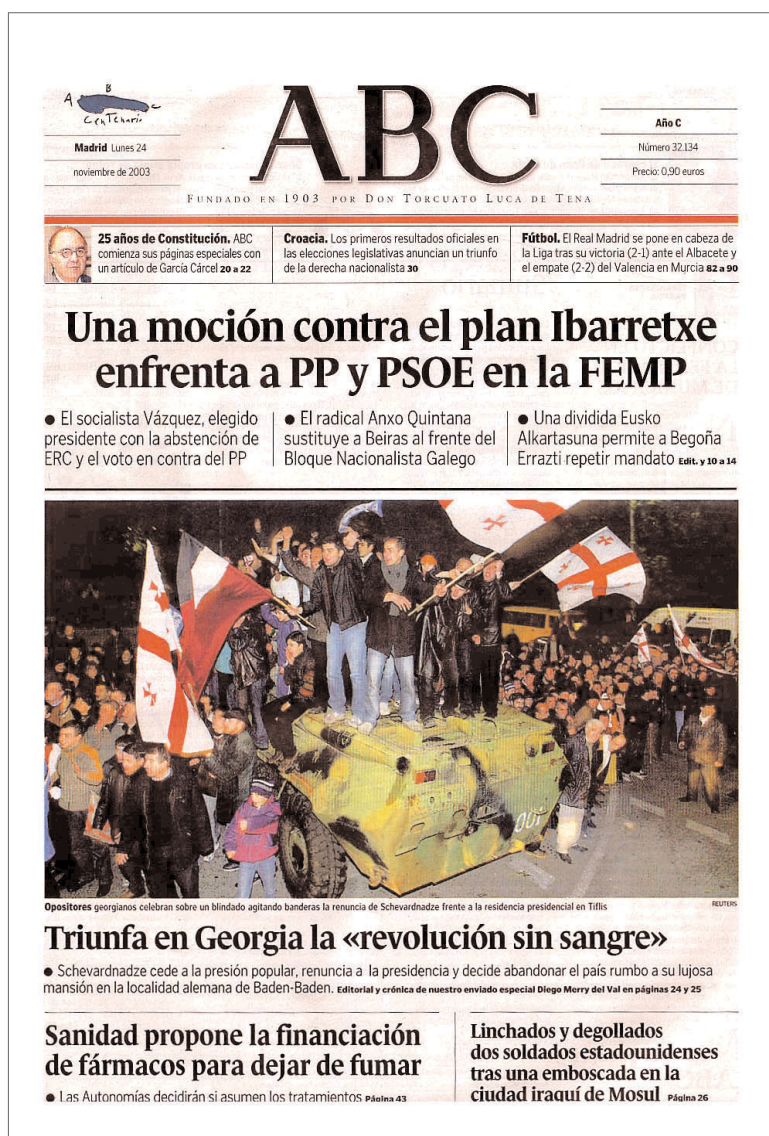 A B C
Centenario
ABC
Madrid Lunes 24
noviembre de 2003
Año C
Número 32.134
Precio: 0,90 euros
FUNDADO EN 1903 POR DON TORCUATO LUCA DE TENA
25 años de Constitución. ABC
comienza sus páginas especiales con
un artículo de García Cárcel 20 a 22
Croacia. Los primeros resultados oficiales en
las elecciones legislativas anuncian un triunfo
de la derecha nacionalista 30
Fútbol. El Real Madrid se pone en cabeza de
la Liga tras su victoria (2-1) ante el Albacete y
el empate (2-2) del Valencia en Murcia 82 a 90
Una moción contra el plan Ibarretxe
enfrenta a PP y PSOE en la FEMP
● El socialista Vázquez, elegido
presidente con la abstención de
ERC y el voto en contra del PP
● El radical Anxo Quintana
sustituye a Beiras al frente del
Bloque Nacionalista Galego
● Una dividida Eusko
Alkartasuna permite a Begoña
Errazti repetir mandato Edit. y 10 a 14
001
Opositores georgianos celebran sobre un blindado agitando banderas la renuncia de Schevardnadze frente a la residencia presidencial en Tiflis
REUTERS
Triunfa en Georgia la «revolución sin sangre»
● Schevardnadze cede a la presión popular, renuncia a la presidencia y decide abandonar el país rumbo a su lujosa
mansión en la localidad alemana de Baden-Baden. Editorial y crónica de nuestro enviado especial Diego Merry del Val en páginas 24 y 25
Sanidad propone la financiación
de fármacos para dejar de fumar
● Las Autonomías decidirán si asumen los tratamientos Página 43
Linchados y degollados
dos soldados estadounidenses
tras una emboscada en la
ciudad iraquí de Mosul Página 26